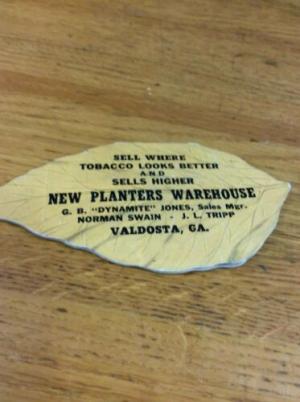 SELL WHERE
TOBACCO LOOKS BETTER
AND
SELLS HIGHER
NEW PLANTERS WAREHOUSE
G. B. "DYNAMITE" JONES, Sales Mgr.
NORMAN SWAIN - J. L. TRIPP
VALDOSTA, GA.